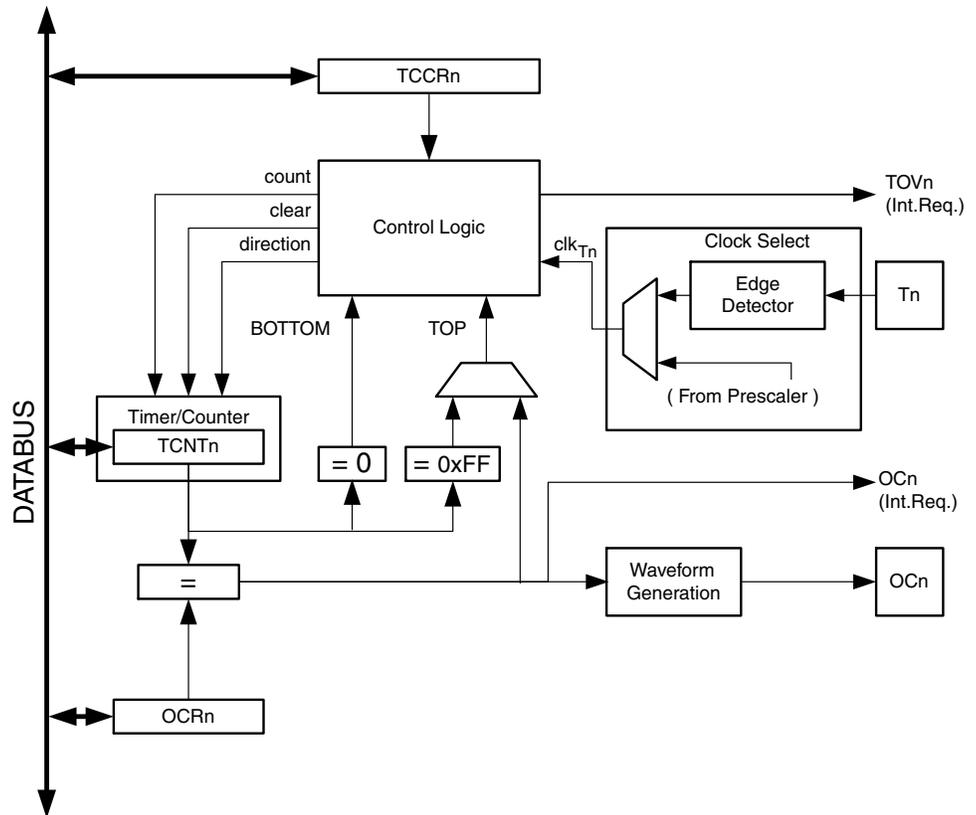 TCCRn
count
clear
direction
Control Logic
TOVn
(Int.Req.)
clkTn
Clock Select
Edge
Detector
Tn
( From Prescaler )
BOTTOM
TOP
DATABUS
Timer/Counter
TCNTn
= 0
= 0xFF
OCn
(Int.Req.)
=
Waveform
Generation
OCn
OCRn